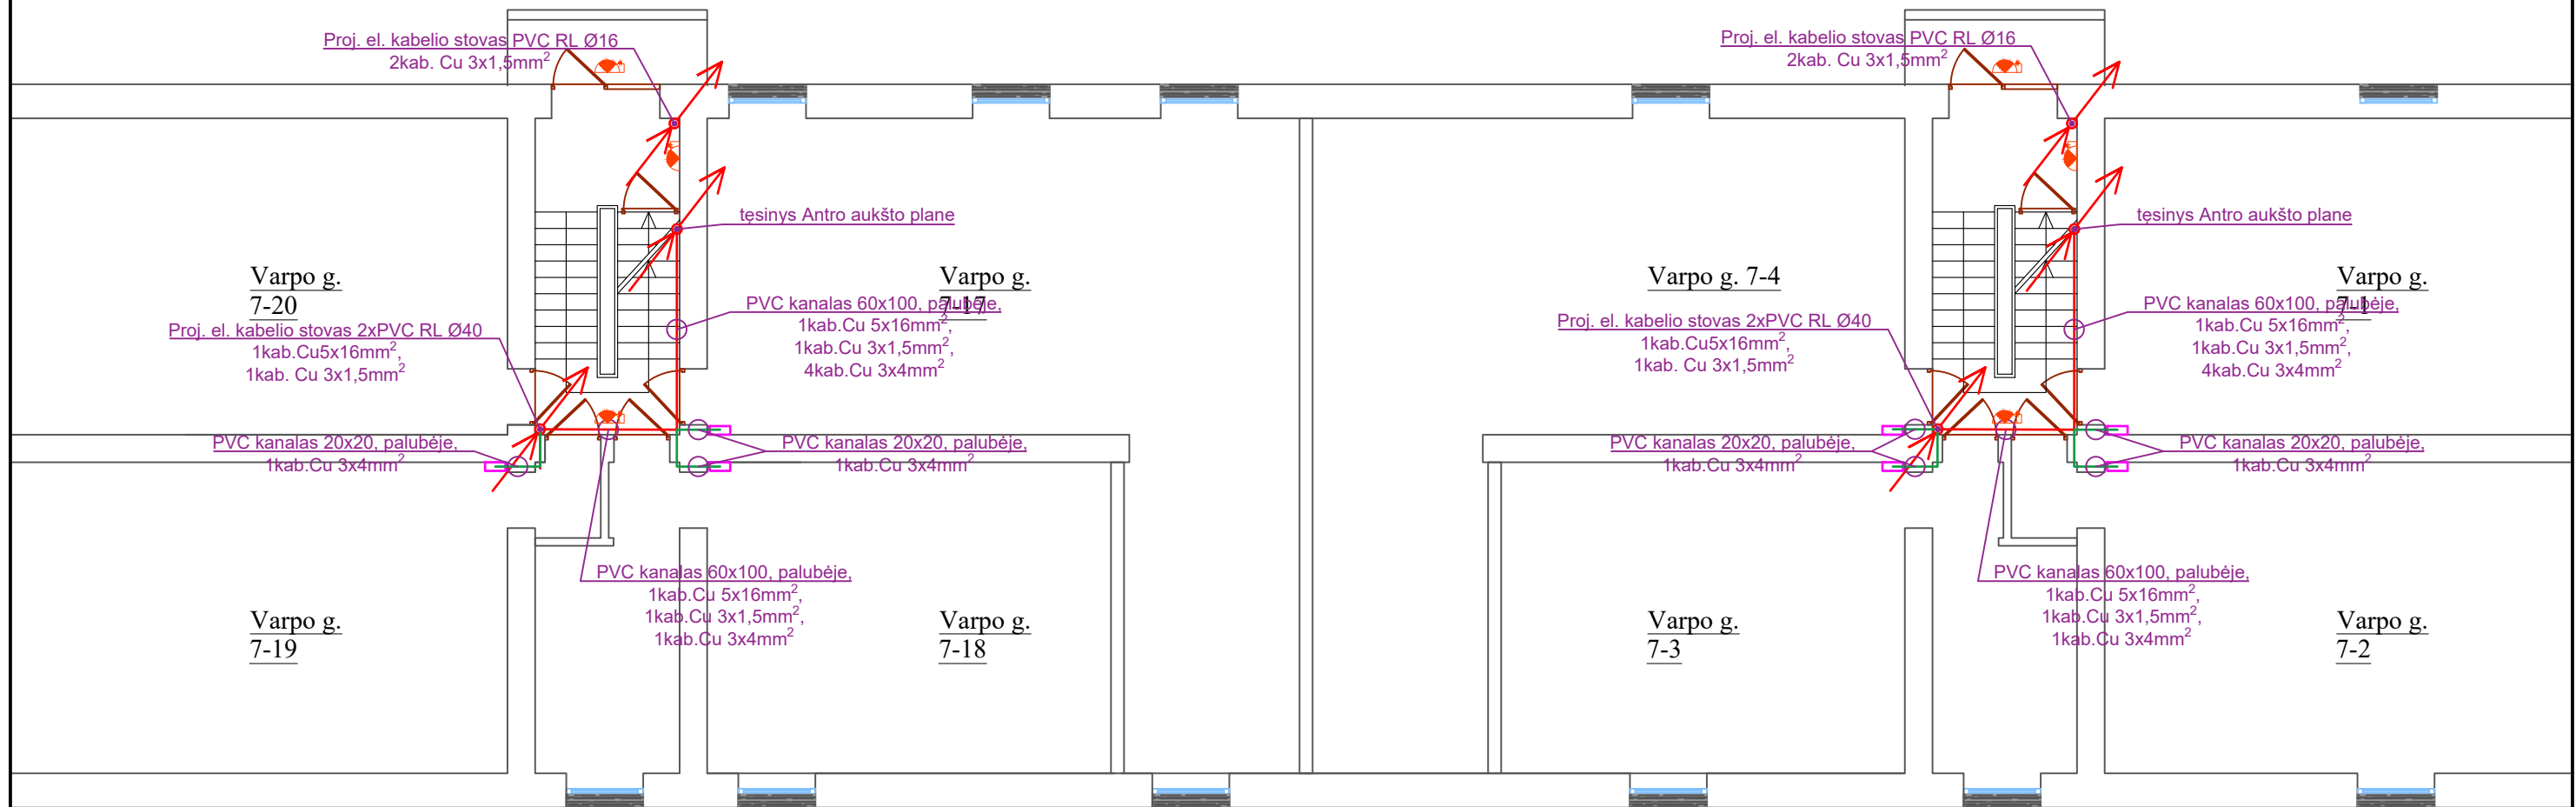 Proj. el. kabelio stovas PVC RL Ø16
2kab. Cu 3x1,5mm²
tęsinys Antro aukšto plane
Varpo g.
7-20
Varpo g.
7-17
PVC kanalas 60x100, palubėje,
1kab.Cu 5x16mm²,
1kab.Cu 3x1,5mm²,
4kab.Cu 3x4mm²
Proj. el. kabelio stovas 2xPVC RL Ø40
1kab.Cu5x16mm²,
1kab. Cu 3x1,5mm²
PVC kanalas 20x20, palubėje,
1kab.Cu 3x4mm²
PVC kanalas 20x20, palubėje,
1kab.Cu 3x4mm²
PVC kanalas 60x100, palubėje,
1kab.Cu 5x16mm²,
1kab.Cu 3x1,5mm²,
1kab.Cu 3x4mm²
Varpo g.
7-19
Varpo g.
7-18
Proj. el. kabelio stovas PVC RL Ø16
2kab. Cu 3x1,5mm²
tęsinys Antro aukšto plane
Varpo g. 7-4
Varpo g.
7-1
PVC kanalas 60x100, palubėje,
1kab.Cu 5x16mm²,
1kab.Cu 3x1,5mm²,
4kab.Cu 3x4mm²
Proj. el. kabelio stovas 2xPVC RL Ø40
1kab.Cu5x16mm²,
1kab. Cu 3x1,5mm²
PVC kanalas 20x20, palubėje,
1kab.Cu 3x4mm²
PVC kanalas 20x20, palubėje,
1kab.Cu 3x4mm²
PVC kanalas 60x100, palubėje,
1kab.Cu 5x16mm²,
1kab.Cu 3x1,5mm²,
1kab.Cu 3x4mm²
Varpo g.
7-3
Varpo g.
7-2